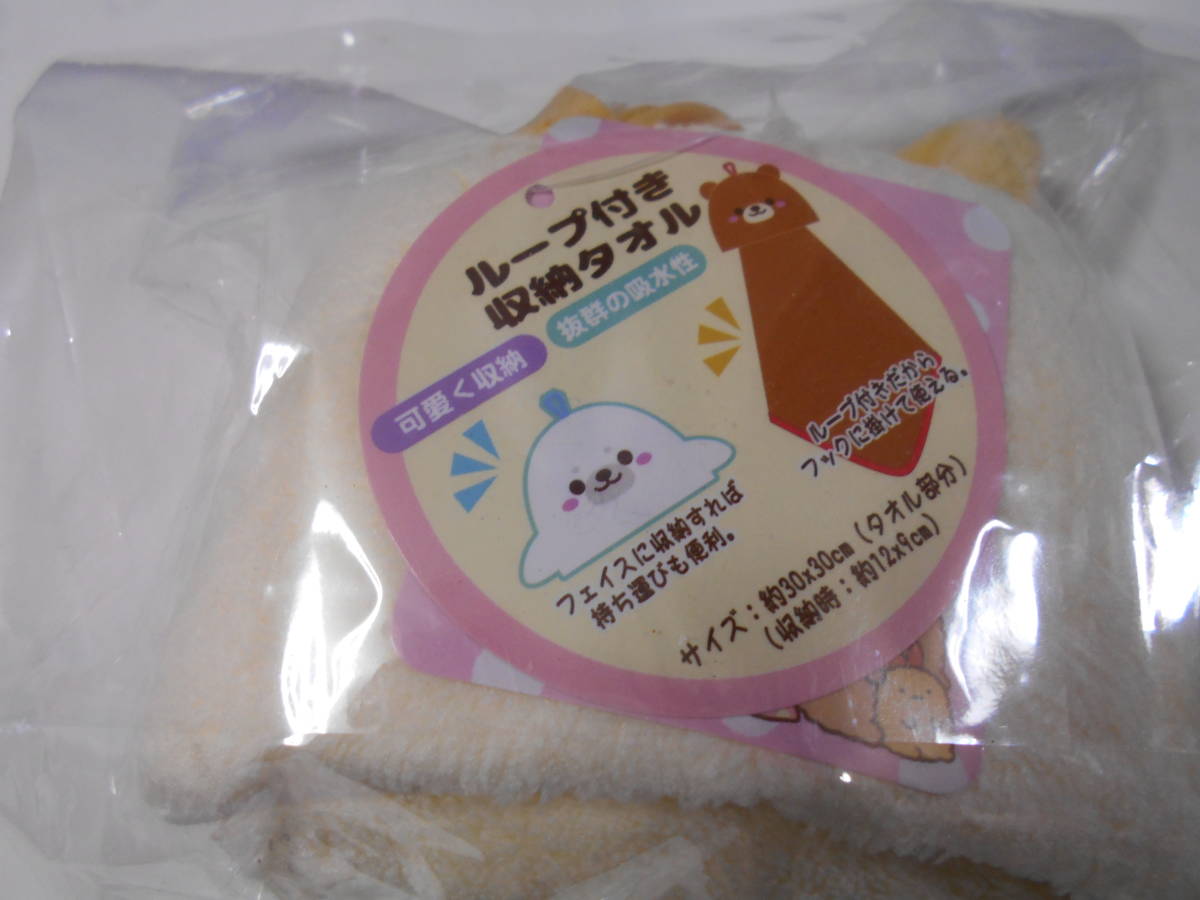 ループ付き
収納タオル
可愛く収納
抜群の吸水性
ループ付きだから
フックに掛けて使える。
フェイスに収納すれば
持ち運びも便利。
サイズ：約30x30cm（タオル部分）
（収納時：約12x9cm）